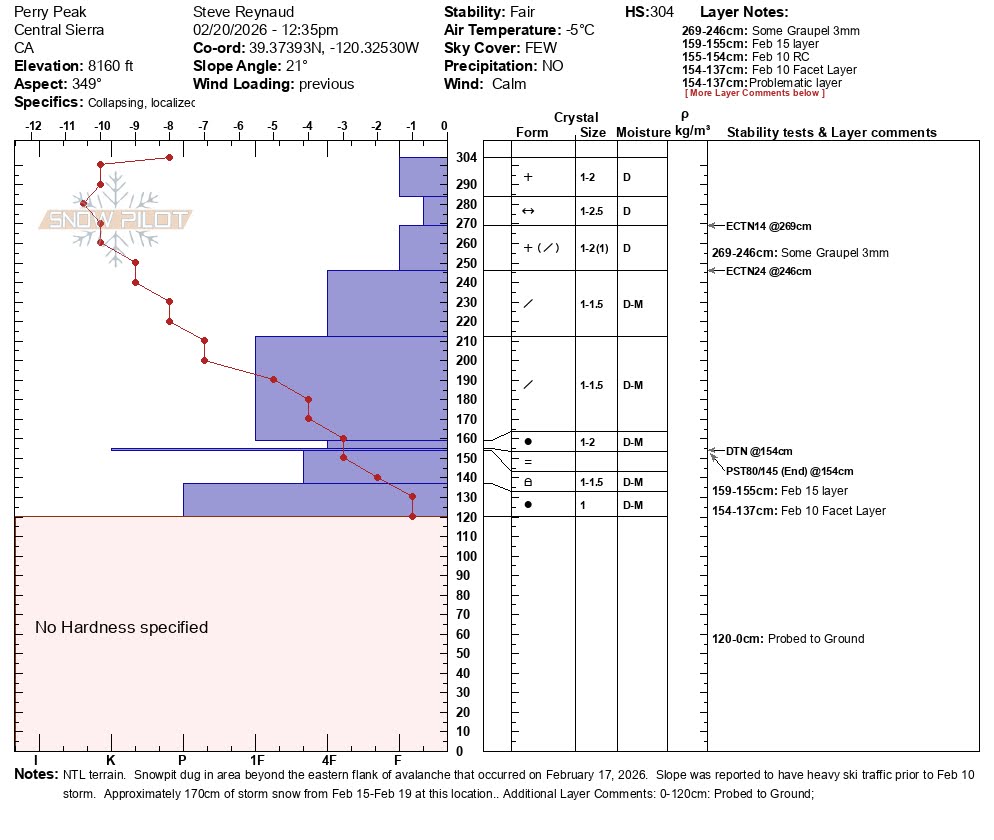 Perry Peak
Central Sierra
CA
Elevation: 8160 ft
Aspect: 349°
Specifics: Collapsing, localized
Steve Reynaud
02/20/2026 - 12:35pm
Co-ord: 39.37393N, -120.32530W
Slope Angle: 21°
Wind Loading: previous
Stability: Fair
Air Temperature: -5°C
Sky Cover: FEW
Precipitation: NO
Wind: Calm
HS:304
Layer Notes:
269-246cm: Some Graupel 3mm
159-155cm: Feb 15 layer
155-154cm: Feb 10 RC
154-137cm: Feb 10 Facet Layer
154-137cm:Problematic layer
[ More Layer Comments below ]
-12 -11 -10 -9 -8 -7 -6 -5 -4 -3 -2 -1 0
Crystal
Form Size Moisture
ρ
kg/m³
Stability tests & Layer comments
SNOW PILOT
304
290
280
270
260
250
240
230
220
210
200
190
180
170
160
150
140
130
120
110
100
90
80
70
60
50
40
30
20
10
0
+ 1-2 D
↔ 1-2.5 D
+ (/) 1-2(1) D
/ 1-1.5 D-M
/ 1-1.5 D-M
● 1-2 D-M
=
1-1.5 D-M
● 1 D-M
ECTN14 @269cm
269-246cm: Some Graupel 3mm
ECTN24 @246cm
DTN @154cm
PST80/145 (End) @154cm
159-155cm: Feb 15 layer
154-137cm: Feb 10 Facet Layer
120-0cm: Probed to Ground
No Hardness specified
I K P 1F 4F F
Notes: NTL terrain. Snowpit dug in area beyond the eastern flank of avalanche that occurred on February 17, 2026. Slope was reported to have heavy ski traffic prior to Feb 10
storm. Approximately 170cm of storm snow from Feb 15-Feb 19 at this location.. Additional Layer Comments: 0-120cm: Probed to Ground;